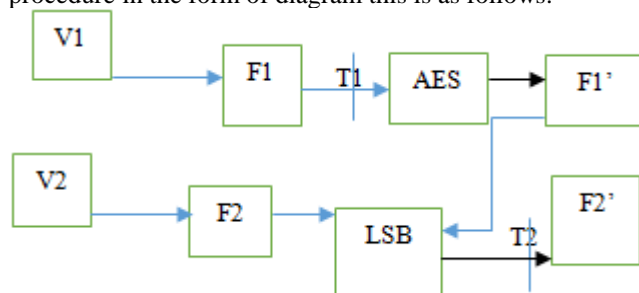 procedure in the form of diagram this is as follows:
V1
F1
T1
AES
F1’
V2
F2
LSB
T2
F2’